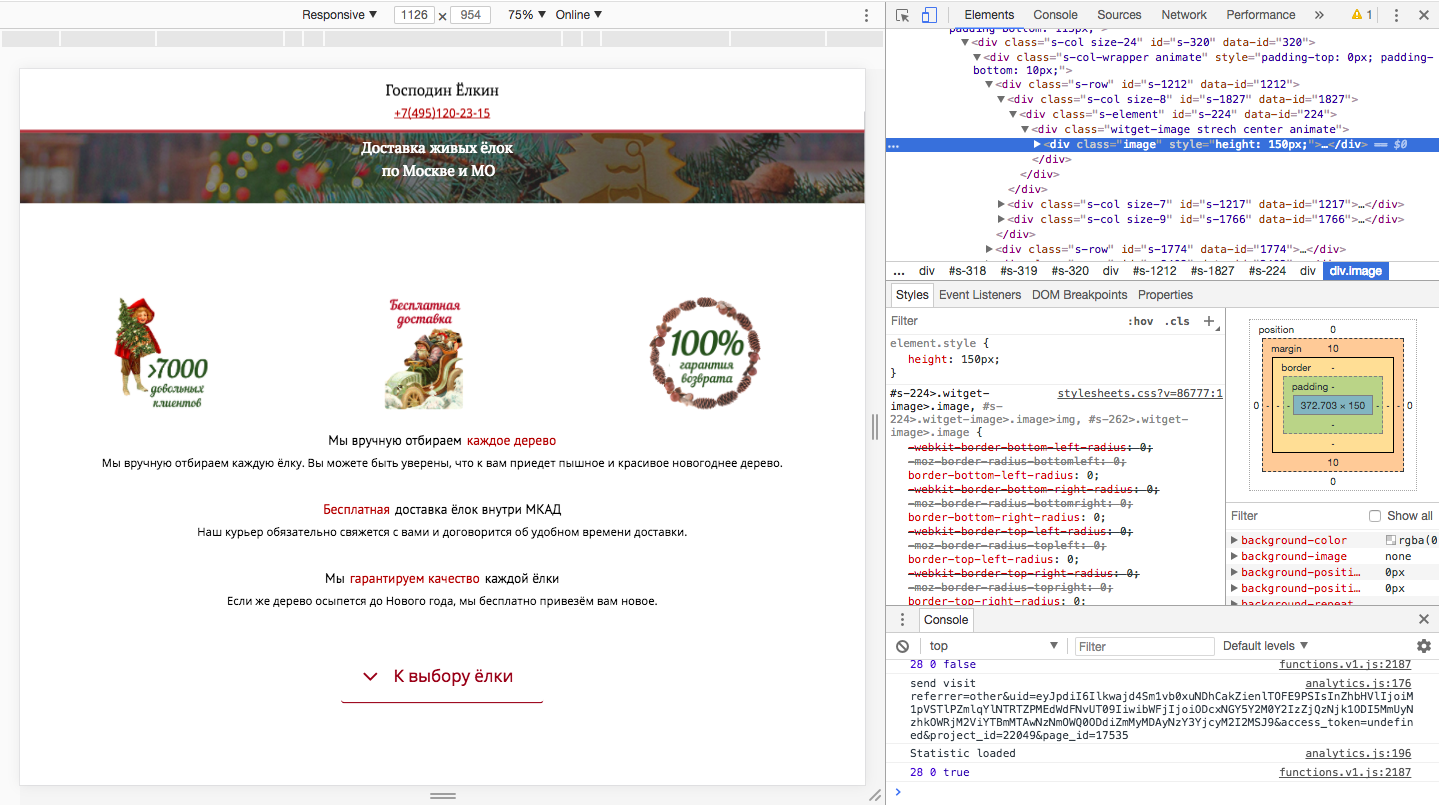 Responsive ▼ 1126 × 954 75% ▼ Online ▼
Господин Ёлкин
+7(495)120-23-15
Доставка живых ёлок
по Москве и МО
>7000
довольных
клиентов
Бесплатная
доставка
100%
гарантия
возврата
Мы вручную отбираем каждое дерево
Мы вручную отбираем каждую ёлку. Вы можете быть уверены, что к вам приедет пышное и красивое новогоднее дерево.
Бесплатная доставка ёлок внутри МКАД
Наш курьер обязательно свяжется с вами и договорится об удобном времени доставки.
Мы гарантируем качество каждой ёлки
Если же дерево осыпется до Нового года, мы бесплатно привезём вам новое.
К выбору ёлки
Elements Console Sources Network Performance » 1
▼<div class="s-col size-24" id="s-320" data-id="320">
▼<div class="s-col-wrapper animate" style="padding-top: 0px; padding-
bottom: 10px;">
▼<div class="s-row" id="s-1212" data-id="1212">
▼<div class="s-col size-8" id="s-1827" data-id="1827">
▼<div class="s-element" id="s-224" data-id="224">
▼<div class="witget-image strech center animate">
… ▶<div class="image" style="height: 150px;">…</div> == $0
</div>
</div>
</div>
▶<div class="s-col size-7" id="s-1217" data-id="1217">…</div>
▶<div class="s-col size-9" id="s-1766" data-id="1766">…</div>
</div>
▶<div class="s-row" id="s-1774" data-id="1774">…</div>
... div #s-318 #s-319 #s-320 div #s-1212 #s-1827 #s-224 div div.image
Styles Event Listeners DOM Breakpoints Properties
Filter :hov .cls +
element.style {
height: 150px;
}
#s-224>.witget- stylesheets.css?v=86777:1
image>.image, #s-
224>.witget-image>.image>img, #s-262>.witget-
image>.image {
-webkit-border-bottom-left-radius: 0;
-moz-border-radius-bottomleft: 0;
border-bottom-left-radius: 0;
-webkit-border-bottom-right-radius: 0;
-moz-border-radius-bottomright: 0;
border-bottom-right-radius: 0;
-webkit-border-top-left-radius: 0;
-moz-border-radius-topleft: 0;
border-top-left-radius: 0;
-webkit-border-top-right-radius: 0;
-moz-border-radius-topright: 0;
border-top-right-radius: 0;
position 0
margin 10
border -
padding -
0 - - - 372.703 × 150 - - - 0
-
-
10
0
Filter Show all
▶background-color rgba(0
▶background-image none
▶background-positi… 0px
▶background-positi… 0px
Console
top ▼ Filter Default levels ▼
28 0 false functions.v1.js:2187
send visit analytics.js:176
Statistic loaded analytics.js:196
28 0 true functions.v1.js:2187